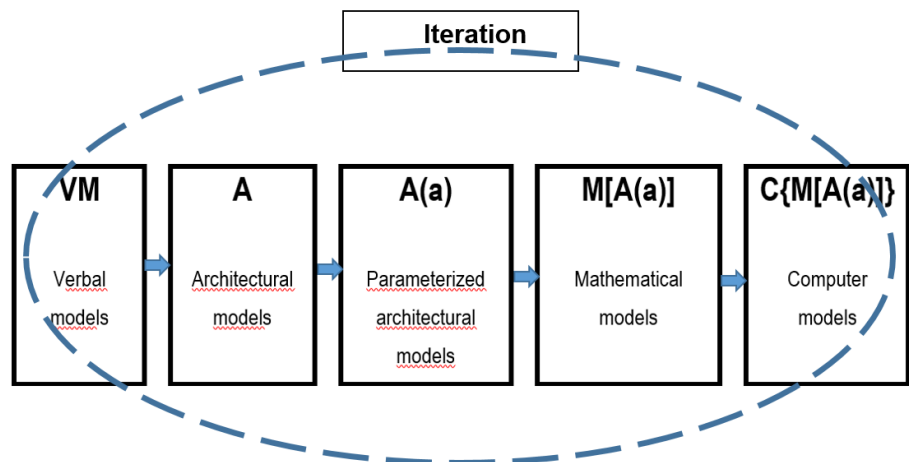 Iteration
VM
Verbal
models
A
Architectural
models
A(a)
Parameterized
architectural
models
M[A(a)]
Mathematical
models
C{M[A(a)]}
Computer
models